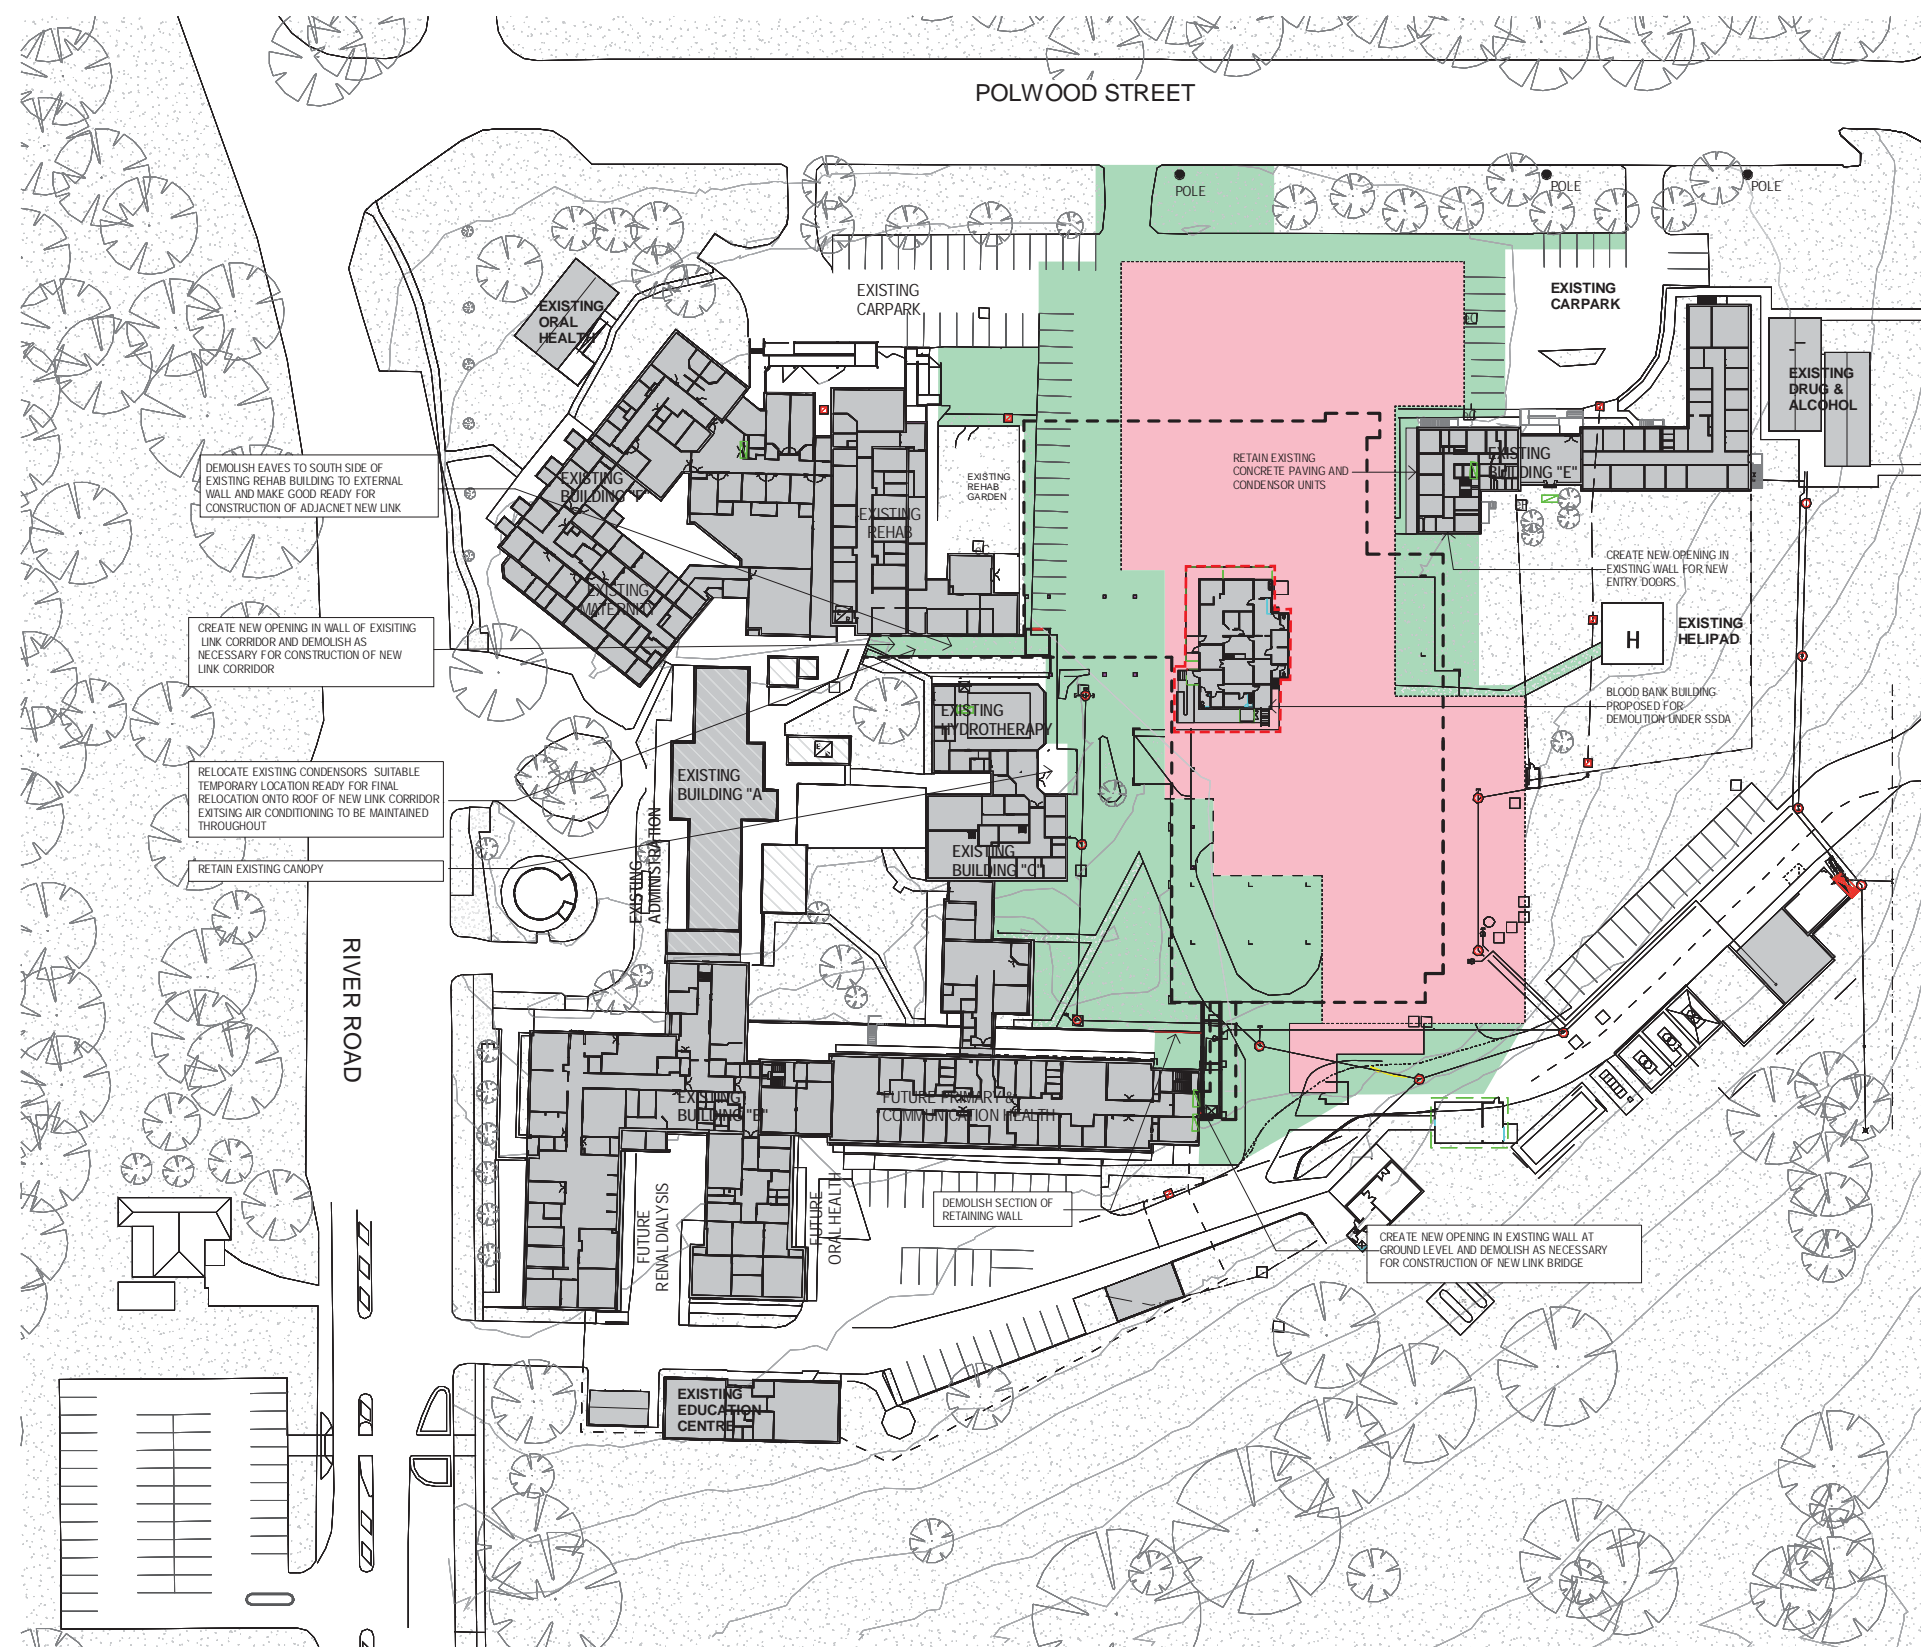 POLWOOD STREET
POLE
POLE
POLE
EXISTING
CARPARK
EXISTING
CARPARK
EXISTING
ORAL
HEALTH
EXISTING
DRUG &
ALCOHOL
DEMOLISH EAVES TO SOUTH SIDE OF
EXISTING REHAB BUILDING TO EXTERNAL
WALL AND MAKE GOOD READY FOR
CONSTRUCTION OF ADJACNET NEW LINK
EXISTING
BUILDING "F"
EXISTING
REHAB
EXISTING
REHAB
GARDEN
RETAIN EXISTING
CONCRETE PAVING AND
CONDENSOR UNITS
EXISTING
BUILDING "E"
CREATE NEW OPENING IN
EXISTING WALL FOR NEW
ENTRY DOORS
EXISTING
MATERNITY
H
EXISTING
HELIPAD
CREATE NEW OPENING IN WALL OF EXISITING
LINK CORRIDOR AND DEMOLISH AS
NECESSARY FOR CONSTRUCTION OF NEW
LINK CORRIDOR
BLOOD BANK BUILDING
PROPOSED FOR
DEMOLITION UNDER SSDA
EXISTING
HYDROTHERAPY
EXISTING
BUILDING "A
RELOCATE EXISTING CONDENSORS SUITABLE
TEMPORARY LOCATION READY FOR FINAL
RELOCATION ONTO ROOF OF NEW LINK CORRIDOR
EXITSING AIR CONDITIONING TO BE MAINTAINED
THROUGHOUT
RETAIN EXISTING CANOPY
EXISTING
BUILDING "C"
EXISTING
ADMINISTRATION
RIVER ROAD
EXISTING
BUILDING "B"
FUTURE PRIMARY &
COMMUNICATION HEALTH
FUTURE
RENAL DIALYSIS
FUTURE
ORAL HEALTH
DEMOLISH SECTION OF
RETAINING WALL
CREATE NEW OPENING IN EXISTING WALL AT
GROUND LEVEL AND DEMOLISH AS NECESSARY
FOR CONSTRUCTION OF NEW LINK BRIDGE
EXISTING
EDUCATION
CENTRE